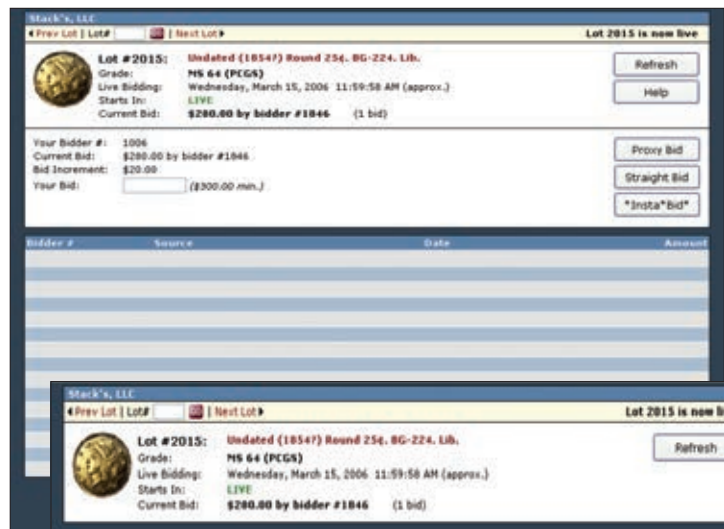 Stack's, LLC
Prev Lot | Lot# | Next Lot
Lot 2015 is now live
Lot #2015: Undated (1854?) Round 25¢. BG-224. Lib.
Grade: MS 64 (PCGS)
Live Bidding: Wednesday, March 15, 2006 11:59:58 AM (approx.)
Starts In: LIVE
Current Bid: $280.00 by bidder #1846 (1 bid)
Refresh
Help
Your Bidder #: 1006
Current Bid: $280.00 by bidder #1846
Bid Increment: $20.00
Your Bid: ($300.00 min.)
Proxy Bid
Straight Bid
*Insta*Bid*
Bidder # Source Date Amount
Stack's, LLC
Prev Lot | Lot# | Next Lot
Lot 2015 is now
Lot #2015: Undated (1854?) Round 25¢. BG-224. Lib.
Grade: MS 64 (PCGS)
Live Bidding: Wednesday, March 15, 2006 11:59:58 AM (approx.)
Starts In: LIVE
Current Bid: $280.00 by bidder #1846 (1 bid)
Refresh